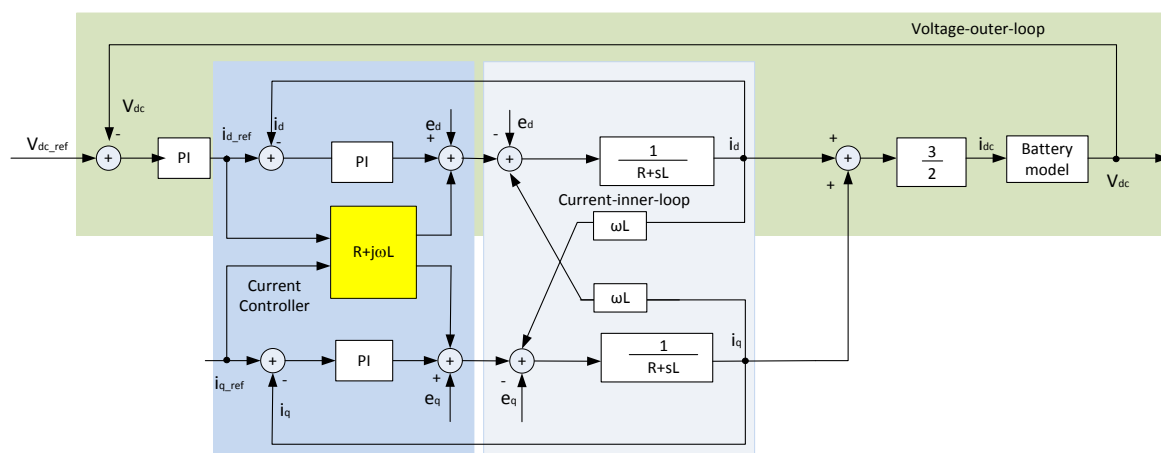 Voltage-outer-loop
Vdc
Vdc_ref
-
+
PI
id_ref
id
-
+
PI
ed
+
+
-
ed
+
1
R+sL
id
+
+
+
3
2
idc
Battery
model
Vdc
Current-inner-loop
ωL
R+jωL
Current
Controller
ωL
iq_ref
+
-
iq
PI
+
+
eq
+
-
eq
1
R+sL
iq